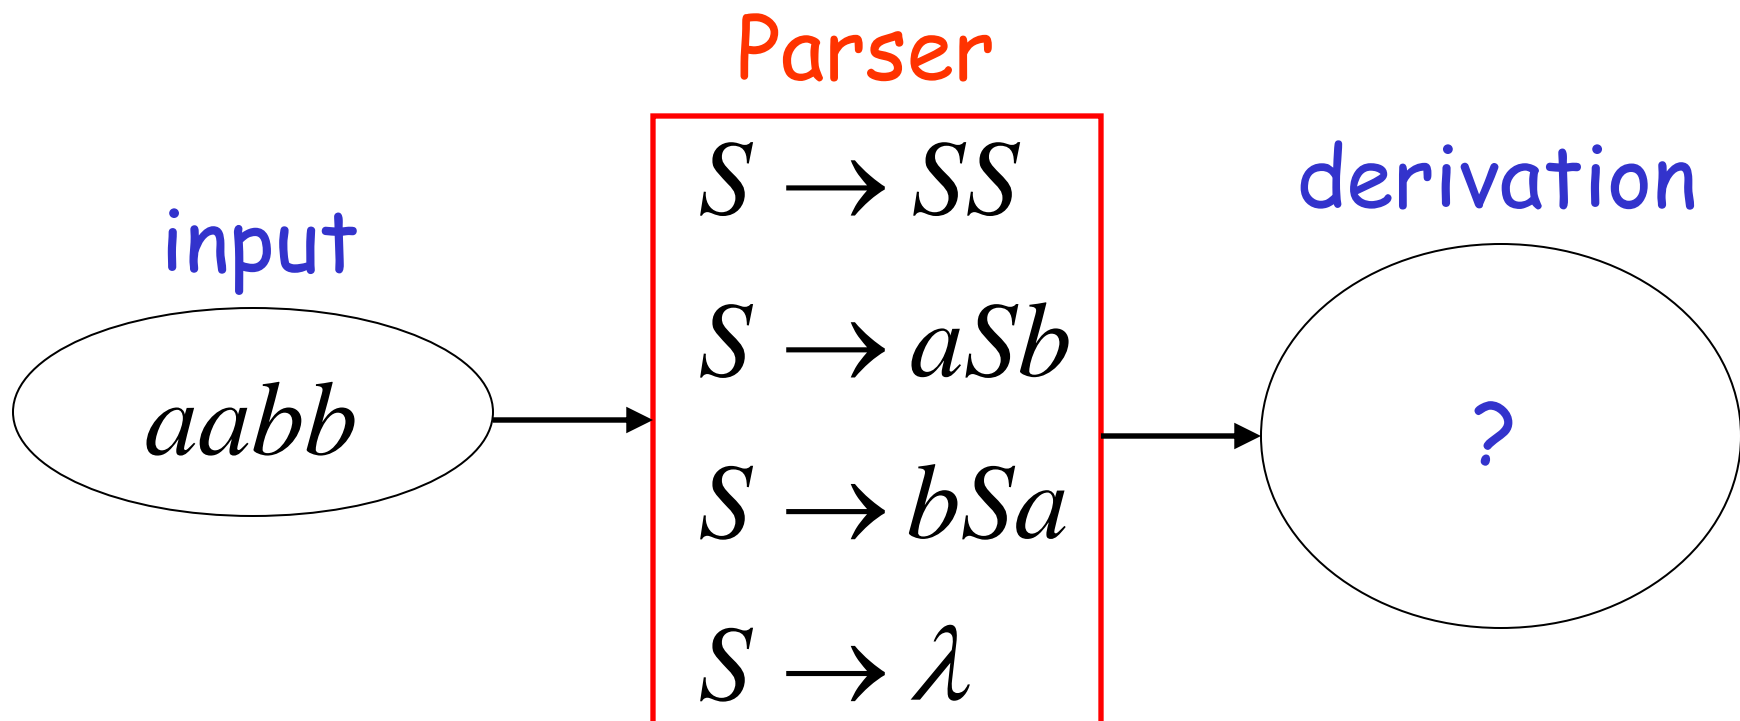 Parser
input
aabb
S → SS
S → aSb
S → bSa
S → λ
derivation
?